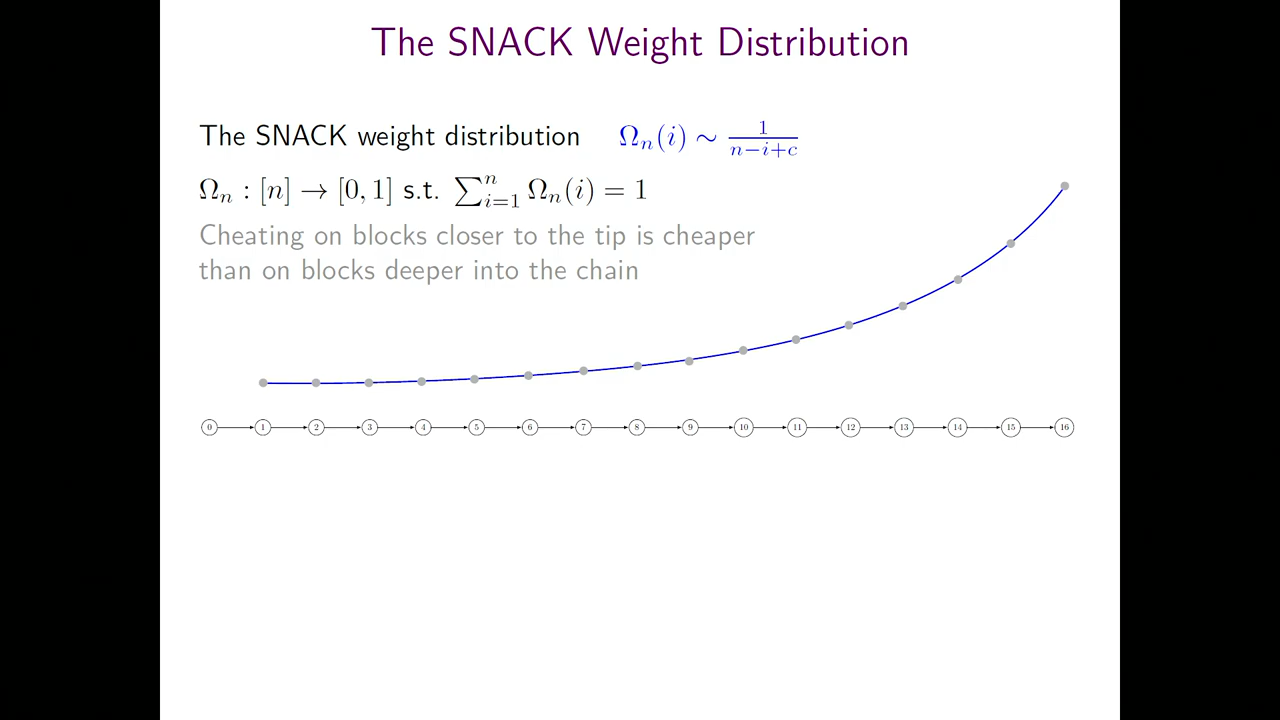 The SNACK Weight Distribution
The SNACK weight distribution Ωₙ(i) ∼ 1/(n−i+c)
Ωₙ : [n] → [0, 1] s.t. ∑ⁿᵢ₌₁ Ωₙ(i) = 1
Cheating on blocks closer to the tip is cheaper
than on blocks deeper into the chain
0 1 2 3 4 5 6 7 8 9 10 11 12 13 14 15 16